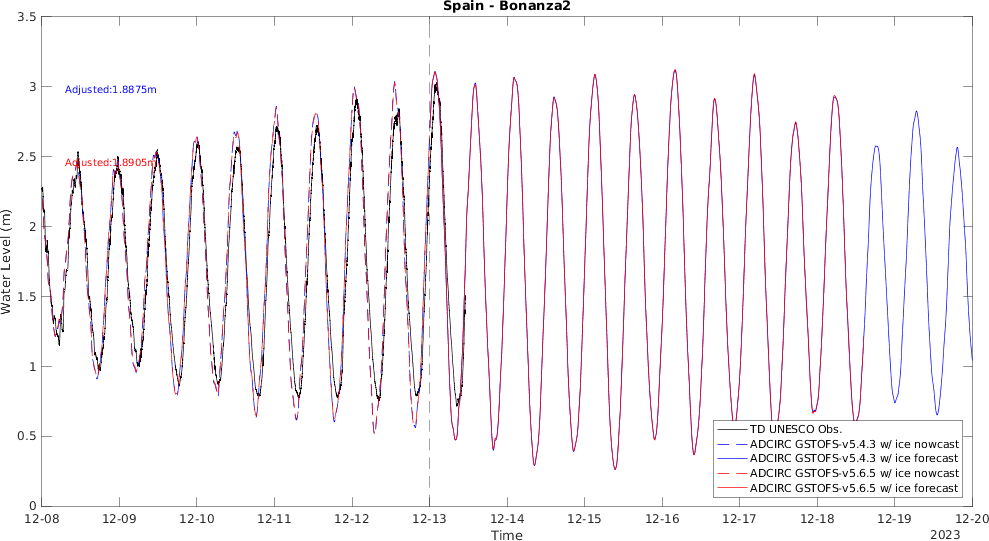 Spain - Bonanza2
3.5
3
2.5
2
1.5
1
0.5
0
Water Level (m)
Adjusted:1.8875m
Adjusted:1.8905m
TD UNESCO Obs.
ADCIRC GSTOFS-v5.4.3 w/ ice nowcast
ADCIRC GSTOFS-v5.4.3 w/ ice forecast
ADCIRC GSTOFS-v5.6.5 w/ ice nowcast
ADCIRC GSTOFS-v5.6.5 w/ ice forecast
12-08 12-09 12-10 12-11 12-12 12-13 12-14 12-15 12-16 12-17 12-18 12-19 12-20
Time
2023